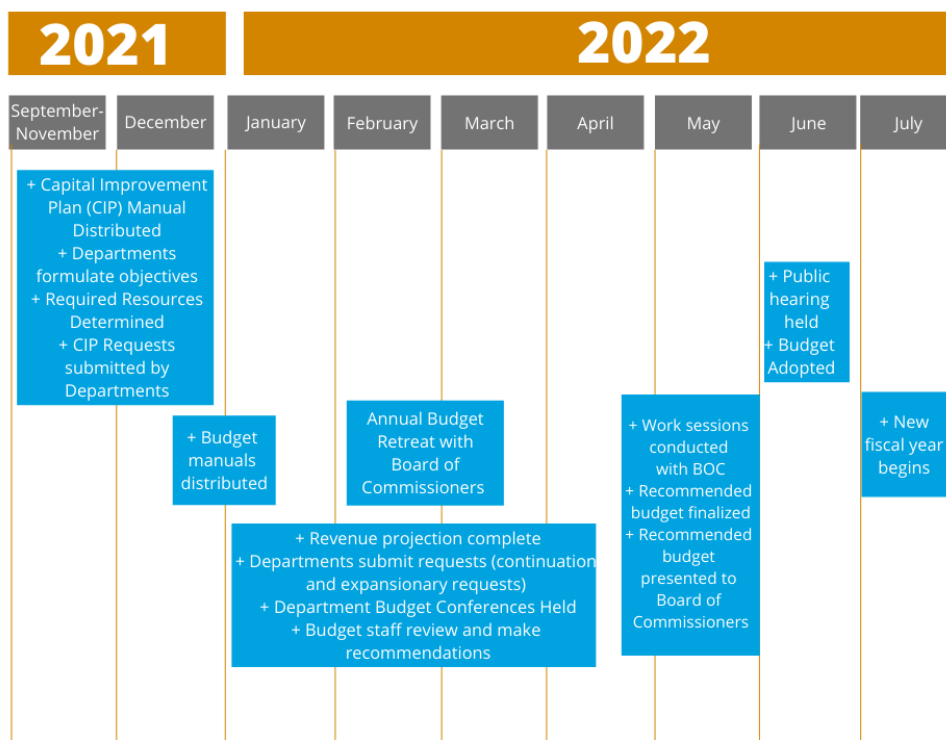 2021
2022
September-
November
December
January
February
March
April
May
June
July
+ Capital Improvement
Plan (CIP) Manual
Distributed
+ Departments
formulate objectives
+ Required Resources
Determined
+ CIP Requests
submitted by
Departments
+ Public
hearing
held
+ Budget
Adopted
+ Budget
manuals
distributed
Annual Budget
Retreat with
Board of
Commissioners
+ Work sessions
conducted
with BOC
+ Recommended
budget finalized
+ Recommended
budget
presented to
Board of
Commissioners
+ New
fiscal year
begins
+ Revenue projection complete
+ Departments submit requests (continuation
and expansionary requests)
+ Department Budget Conferences Held
+ Budget staff review and make
recommendations